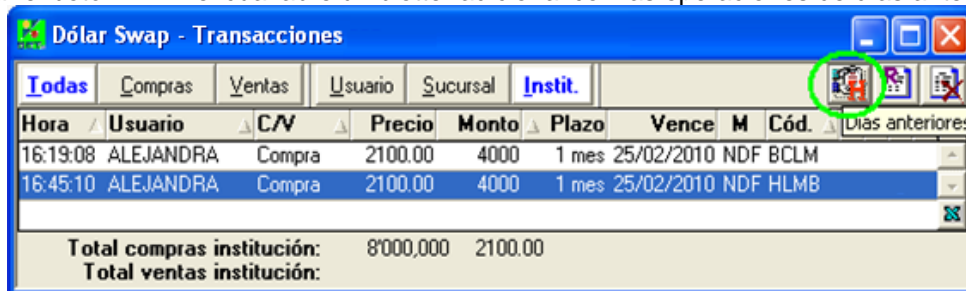 Dólar Swap - Transacciones
Todas Compras Ventas Usuario Sucursal Instit.
Hora Usuario C/V Precio Monto Plazo Vence M Cód. Días anteriores
16:19:08 ALEJANDRA Compra 2100.00 4000 1 mes 25/02/2010 NDF BCLM
16:45:10 ALEJANDRA Compra 2100.00 4000 1 mes 25/02/2010 NDF HLMB
Total compras institución: 8'000,000 2100.00
Total ventas institución: